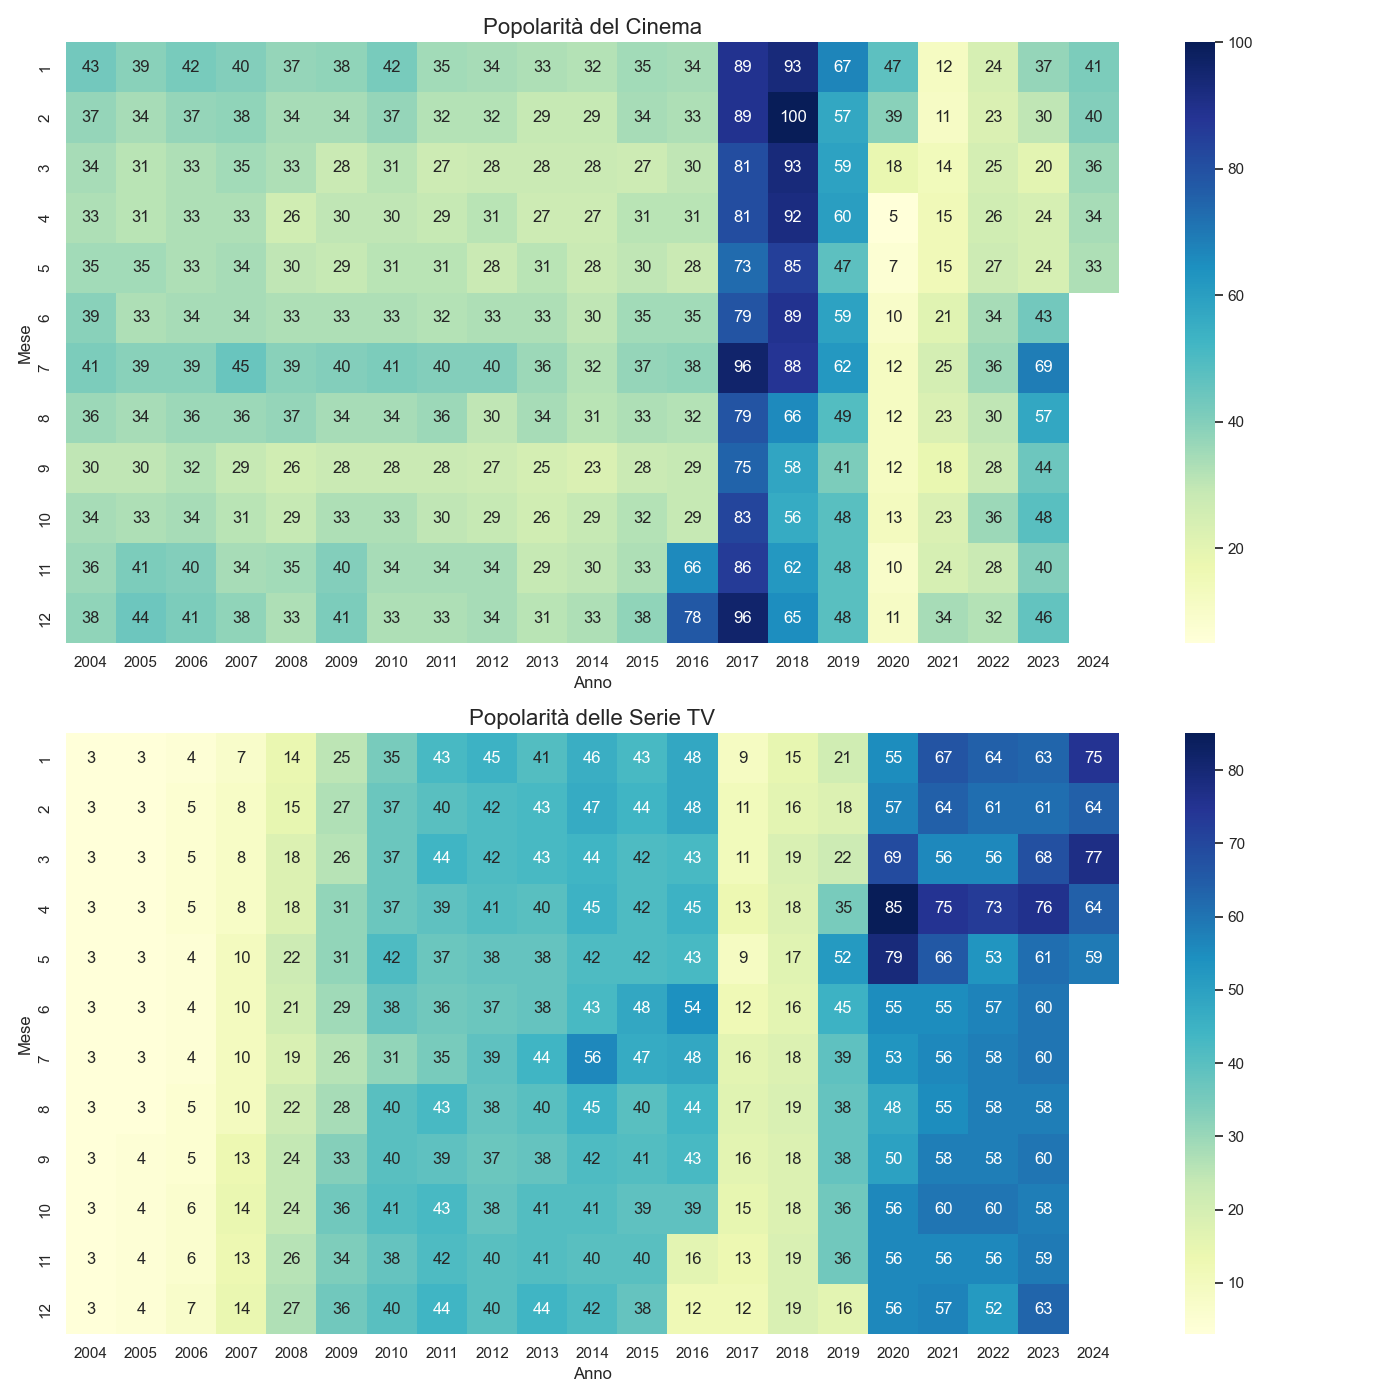 Popolarità del Cinema
1 43 39 42 40 37 38 42 35 34 33 32 35 34 89 93 67 47 12 24 37 41
2 37 34 37 38 34 34 37 32 32 29 29 34 33 89 100 57 39 11 23 30 40
3 34 31 33 35 33 28 31 27 28 28 28 27 30 81 93 59 18 14 25 20 36
4 33 31 33 33 26 30 30 29 31 27 27 31 31 81 92 60 5 15 26 24 34
5 35 35 33 34 30 29 31 31 28 31 28 30 28 73 85 47 7 15 27 24 33
6 39 33 34 34 33 33 33 32 33 33 30 35 35 79 89 59 10 21 34 43
7 41 39 39 45 39 40 41 40 40 36 32 37 38 96 88 62 12 25 36 69
8 36 34 36 36 37 34 34 36 30 34 31 33 32 79 66 49 12 23 30 57
9 30 30 32 29 26 28 28 28 27 25 23 28 29 75 58 41 12 18 28 44
10 34 33 34 31 29 33 33 30 29 26 29 32 29 83 56 48 13 23 36 48
11 36 41 40 34 35 40 34 34 34 29 30 33 66 86 62 48 10 24 28 40
12 38 44 41 38 33 41 33 33 34 31 33 38 78 96 65 48 11 34 32 46
Mese
2004 2005 2006 2007 2008 2009 2010 2011 2012 2013 2014 2015 2016 2017 2018 2019 2020 2021 2022 2023 2024
Anno
100
80
60
40
20
Popolarità delle Serie TV
1 3 3 4 7 14 25 35 43 45 41 46 43 48 9 15 21 55 67 64 63 75
2 3 3 5 8 15 27 37 40 42 43 47 44 48 11 16 18 57 64 61 61 64
3 3 3 5 8 18 26 37 44 42 43 44 42 43 11 19 22 69 56 56 68 77
4 3 3 5 8 18 31 37 39 41 40 45 42 45 13 18 35 85 75 73 76 64
5 3 3 4 10 22 31 42 37 38 38 42 42 43 9 17 52 79 66 53 61 59
6 3 3 4 10 21 29 38 36 37 38 43 48 54 12 16 45 55 55 57 60
7 3 3 4 10 19 26 31 35 39 44 56 47 48 16 18 39 53 56 58 60
8 3 3 5 10 22 28 40 43 38 40 45 40 44 17 19 38 48 55 58 58
9 3 4 5 13 24 33 40 39 37 38 42 41 43 16 18 38 50 58 58 60
10 3 4 6 14 24 36 41 43 38 41 41 39 39 15 18 36 56 60 60 58
11 3 4 6 13 26 34 38 42 40 41 40 40 16 13 19 36 56 56 56 59
12 3 4 7 14 27 36 40 44 40 44 42 38 12 12 19 16 56 57 52 63
Mese
2004 2005 2006 2007 2008 2009 2010 2011 2012 2013 2014 2015 2016 2017 2018 2019 2020 2021 2022 2023 2024
Anno
80
70
60
50
40
30
20
10